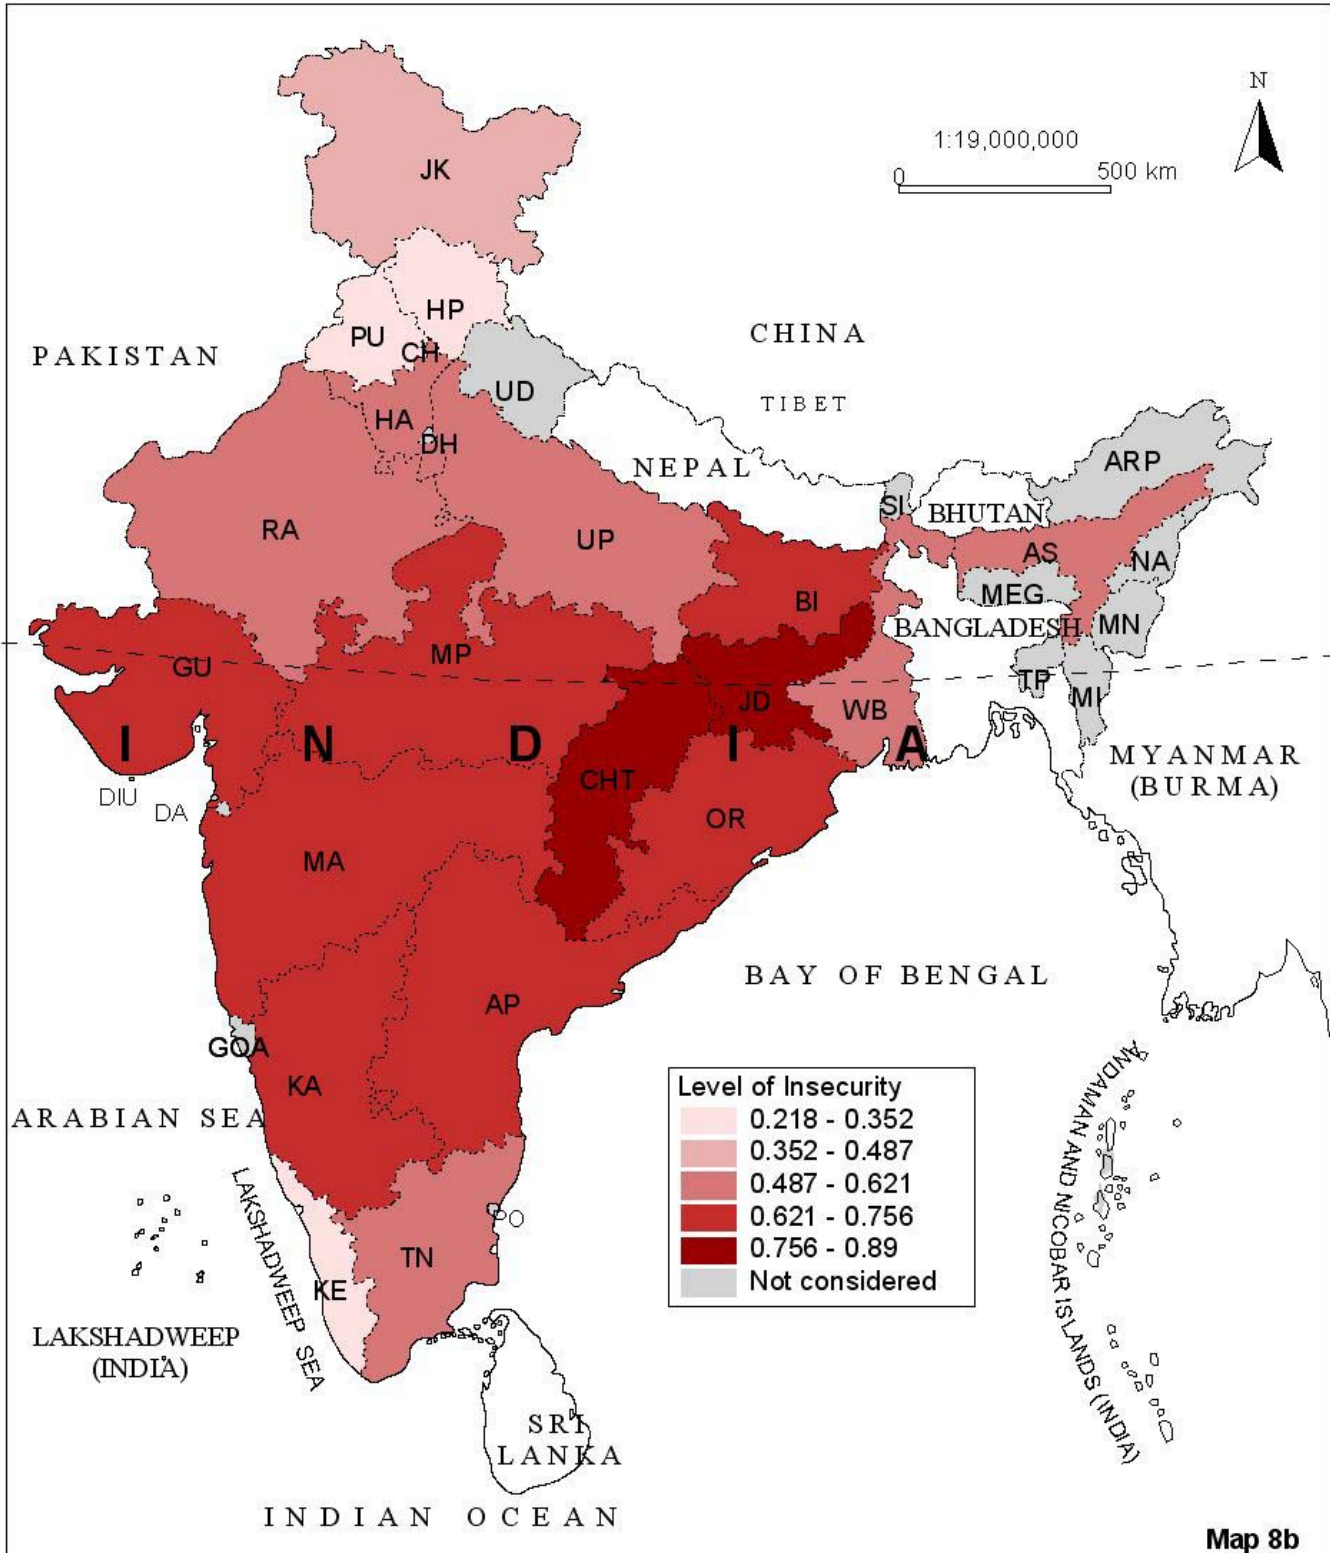 N
1:19,000,000
0 500 km
JK
HP
PU
CH
PAKISTAN
CHINA
UD
TIBET
HA
DH
NEPAL
ARP
SI
BHUTAN
RA
UP
AS
NA
MEG
BI
BANGLADESH
MN
MP
GU
TP
MI
JD
WB
I N D I A
MYANMAR
(BURMA)
CHT
DIU
DA
OR
MA
BAY OF BENGAL
AP
GOA
KA
ARABIAN SEA
ANDAMAN AND NICOBAR ISLANDS (INDIA)
Level of Insecurity
0.218 - 0.352
0.352 - 0.487
0.487 - 0.621
0.621 - 0.756
0.756 - 0.89
Not considered
LAKSHADWEEP SEA
PO
TN
KE
LAKSHADWEEP
(INDIA)
SRI
LANKA
INDIAN OCEAN
Map 8b